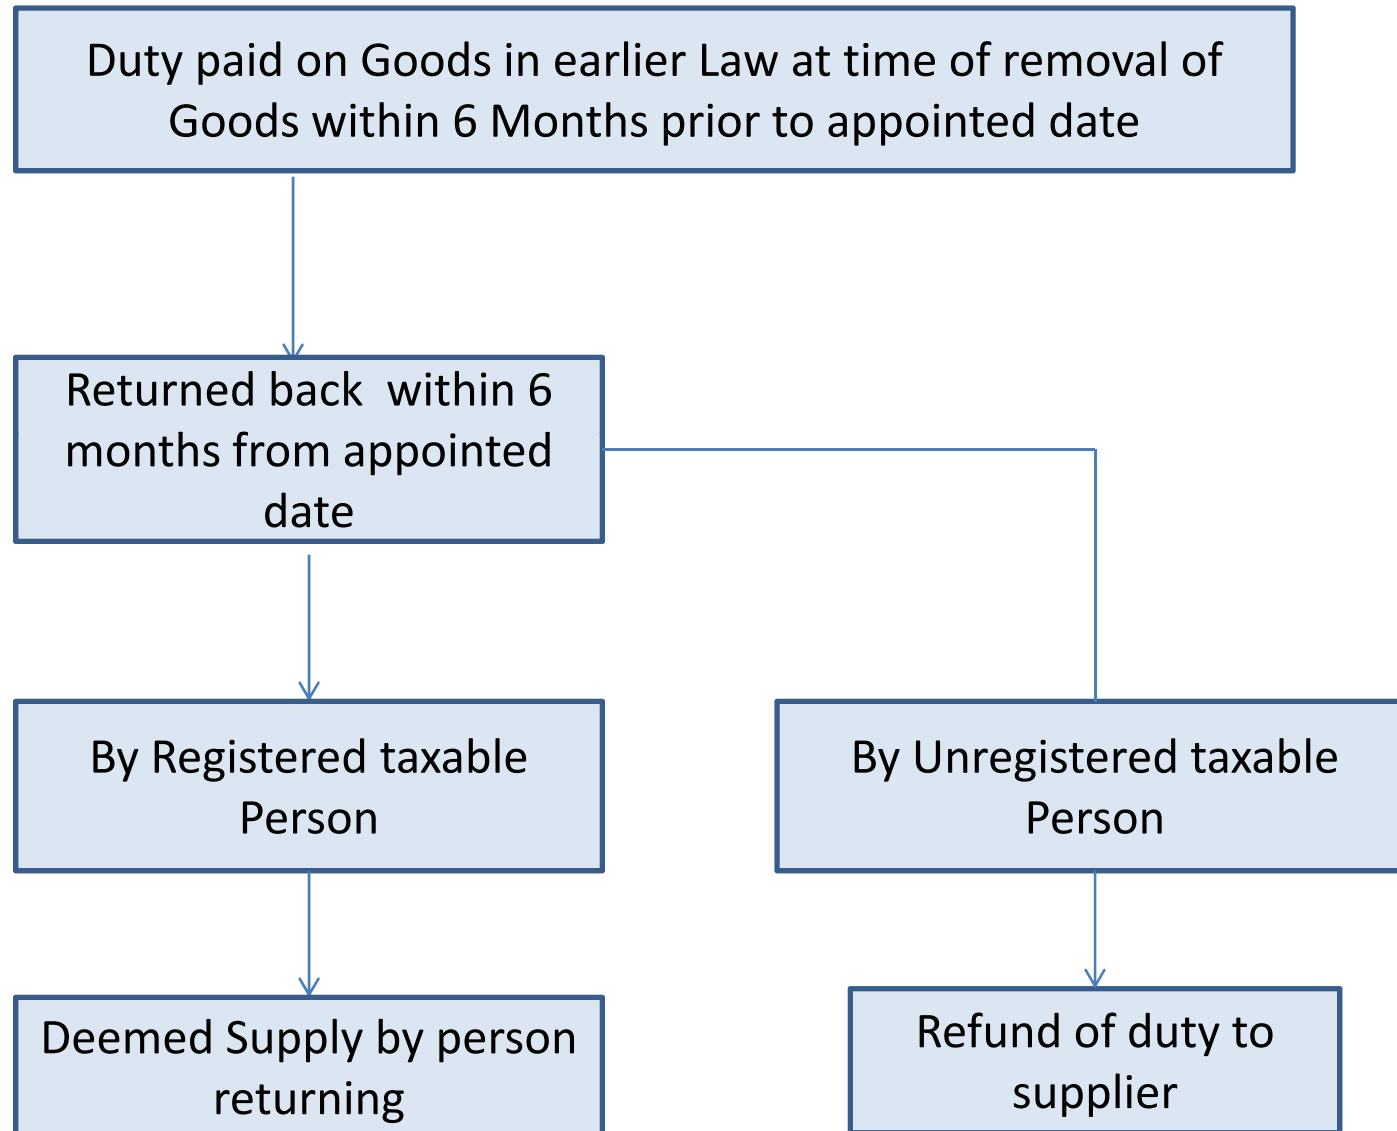 Duty paid on Goods in earlier Law at time of removal of
Goods within 6 Months prior to appointed date
Returned back  within 6
months from appointed
date
By Registered taxable
Person
By Unregistered taxable
Person
Deemed Supply by person
returning
Refund of duty to
supplier